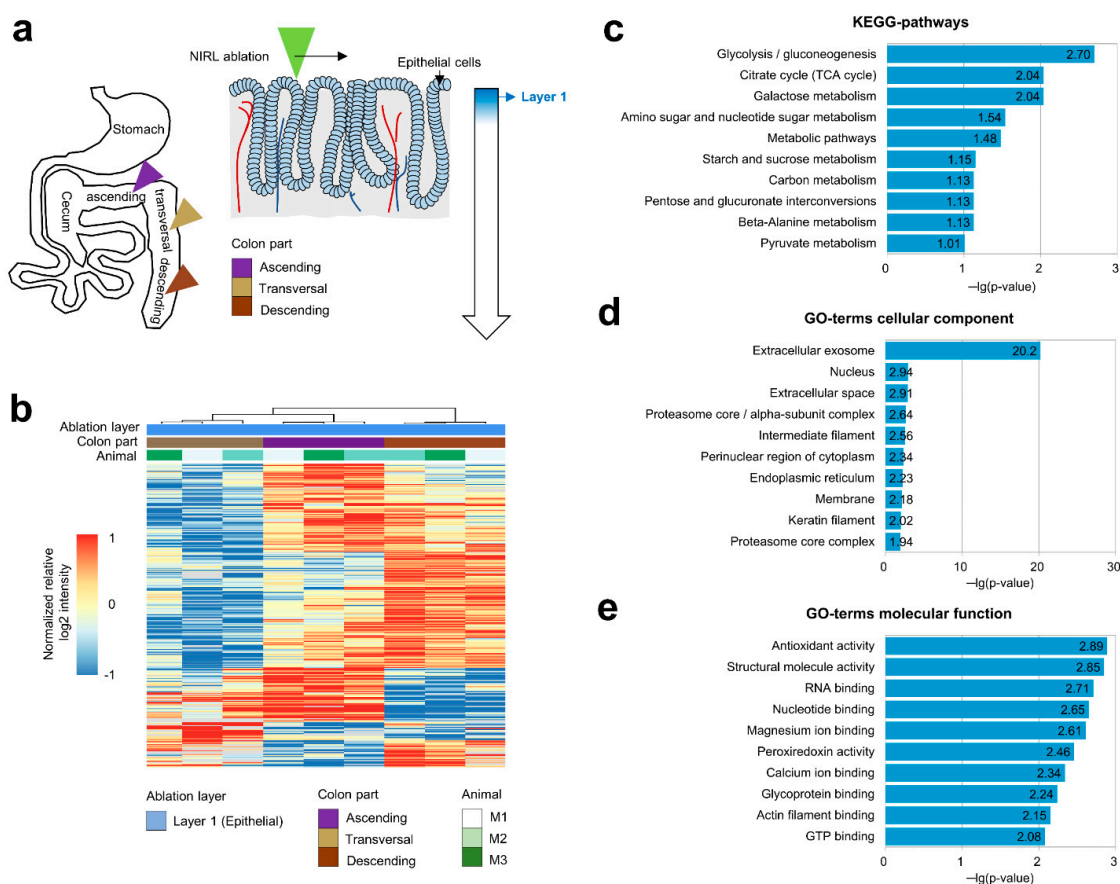 a
NIRL ablation
Epithelial cells
Layer 1
Stomach
Cecum
ascending
transversal
descending
Colon part
Ascending
Transversal
Descending
b
Ablation layer
Colon part
Animal
Normalized relative
log2 intensity
1
0
-1
Ablation layer
Layer 1 (Epithelial)
Colon part
Ascending
Transversal
Descending
Animal
M1
M2
M3
c
KEGG-pathways
Glycolysis / gluconeogenesis 2.70
Citrate cycle (TCA cycle) 2.04
Galactose metabolism 2.04
Amino sugar and nucleotide sugar metabolism 1.54
Metabolic pathways 1.48
Starch and sucrose metabolism 1.15
Carbon metabolism 1.13
Pentose and glucuronate interconversions 1.13
Beta-Alanine metabolism 1.13
Pyruvate metabolism 1.01
0 1 2 3
–lg(p-value)
d
GO-terms cellular component
Extracellular exosome 20.2
Nucleus 2.94
Extracellular space 2.91
Proteasome core / alpha-subunit complex 2.64
Intermediate filament 2.56
Perinuclear region of cytoplasm 2.34
Endoplasmic reticulum 2.23
Membrane 2.18
Keratin filament 2.02
Proteasome core complex 1.94
0 10 20 30
–lg(p-value)
e
GO-terms molecular function
Antioxidant activity 2.89
Structural molecule activity 2.85
RNA binding 2.71
Nucleotide binding 2.65
Magnesium ion binding 2.61
Peroxiredoxin activity 2.46
Calcium ion binding 2.34
Glycoprotein binding 2.24
Actin filament binding 2.15
GTP binding 2.08
0 1 2 3
–lg(p-value)